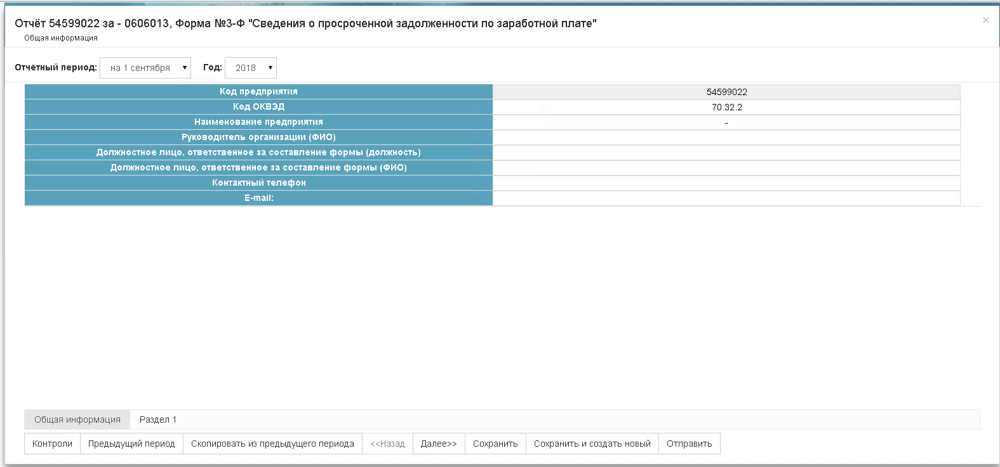 Отчёт 54599022 за - 0606013, Форма №3-Ф "Сведения о просроченной задолженности по заработной плате"
×
Общая информация
Отчётный период: на 1 сентября Год: 2018
Код предприятия 54599022
Код ОКВЭД 70.32.2
Наименование предприятия -
Руководитель организации (ФИО)
Должностное лицо, ответственное за составление формы (должность)
Должностное лицо, ответственное за составление формы (ФИО)
Контактный телефон
E-mail:
Общая информация Раздел 1
Контроли Предыдущий период Скопировать из предыдущего периода <<Назад Далее>> Сохранить Сохранить и создать новый Отправить